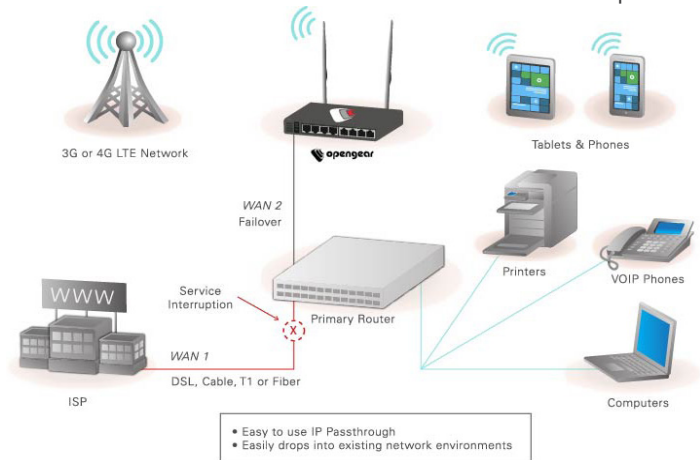 3G or 4G LTE Network
opengear
Tablets & Phones
WAN 2
Failover
Printers
VOIP Phones
Service
Interruption
X
Primary Router
WWW
WAN 1
DSL, Cable, T1 or Fiber
ISP
Computers
• Easy to use IP Passthrough
• Easily drops into existing network environments